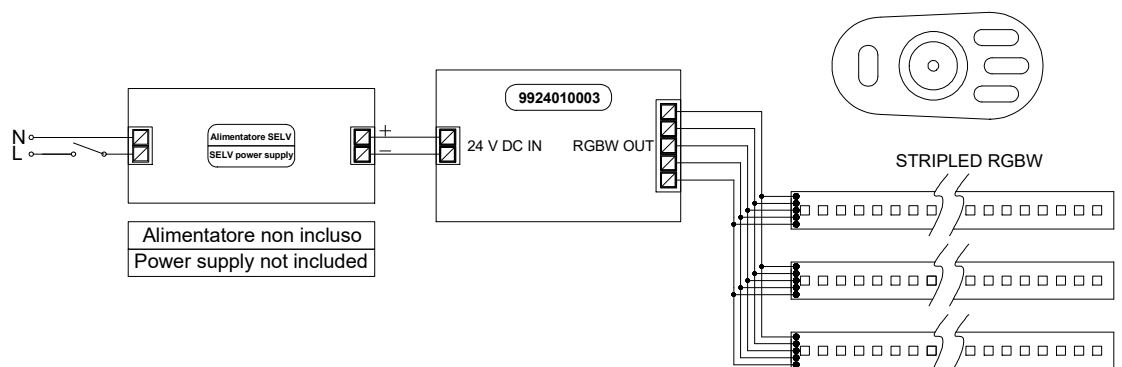 N
L
Alimentatore SELV
SELV power supply
+
−
Alimentatore non incluso
Power supply not included
9924010003
24 V DC IN
RGBW OUT
STRIPLED RGBW